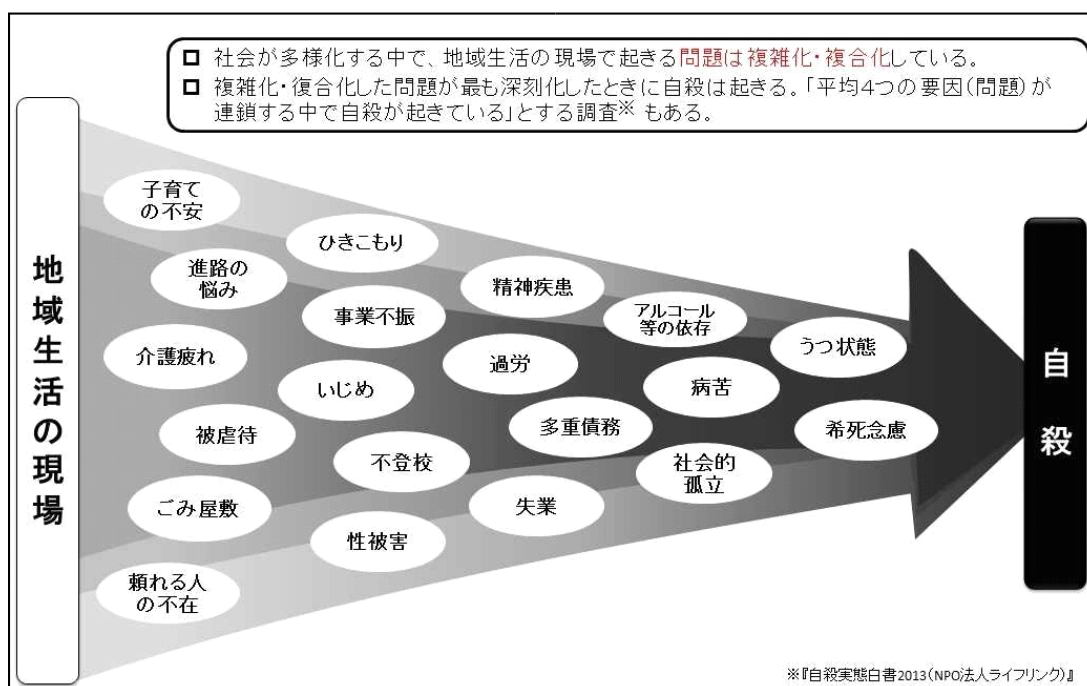 □ 社会が多様化する中で、地域生活の現場で起きる問題は複雑化・複合化している。
□ 複雑化・復合化した問題が最も深刻化したときに自殺は起きる。「平均4つの要因(問題)が
連鎖する中で自殺が起きている」とする調査※ もある。
地域生活の現場
子育て
の不安
ひきこもり
進路の
悩み
精神疾患
事業不振
アルコール
等の依存
うつ状態
介護疲れ
過労
いじめ
病苦
被虐待
多重債務
希死念慮
不登校
社会的
孤立
ごみ屋敷
失業
性被害
頼れる人
の不在
自殺
※『自殺実態白書2013(NPO法人ライフリンク)』